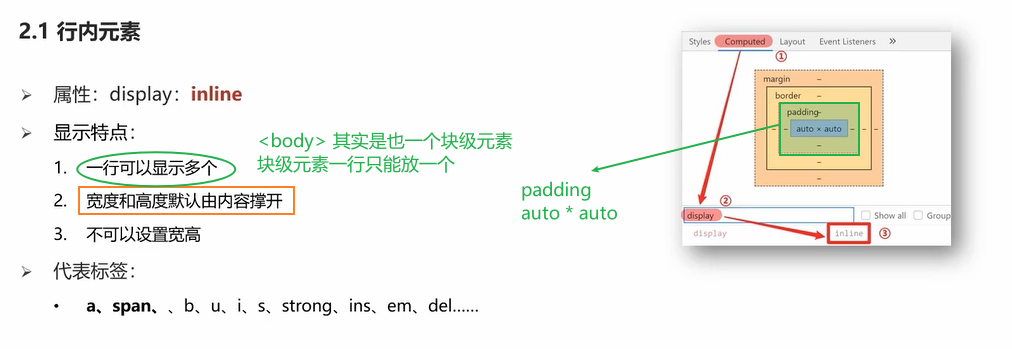 2.1 行内元素
➢ 属性：display：inline
➢ 显示特点：
1. 一行可以显示多个
2. 宽度和高度默认由内容撑开
3. 不可以设置宽高
➢ 代表标签：
• a、span、、b、u、i、s、strong、ins、em、del……
<body> 其实是也一个块级元素
块级元素一行只能放一个
padding
auto * auto
Styles Computed Layout Event Listeners »
①
margin –
border –
padding–
– – auto × auto – – –
–
–
–
②
display Show all Group
display inline ③